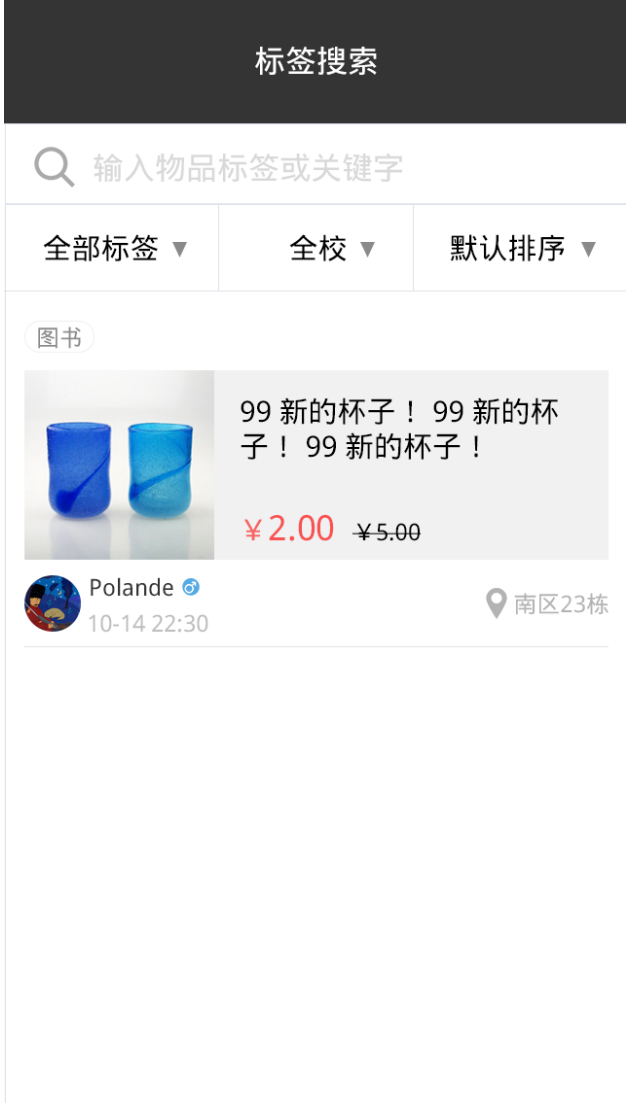 标签搜索
输入物品标签或关键字
全部标签 ▼ 全校 ▼ 默认排序 ▼
图书
99 新的杯子！ 99 新的杯
子！ 99 新的杯子！
￥2.00 ￥5.00
Polande
10-14 22:30
南区23栋